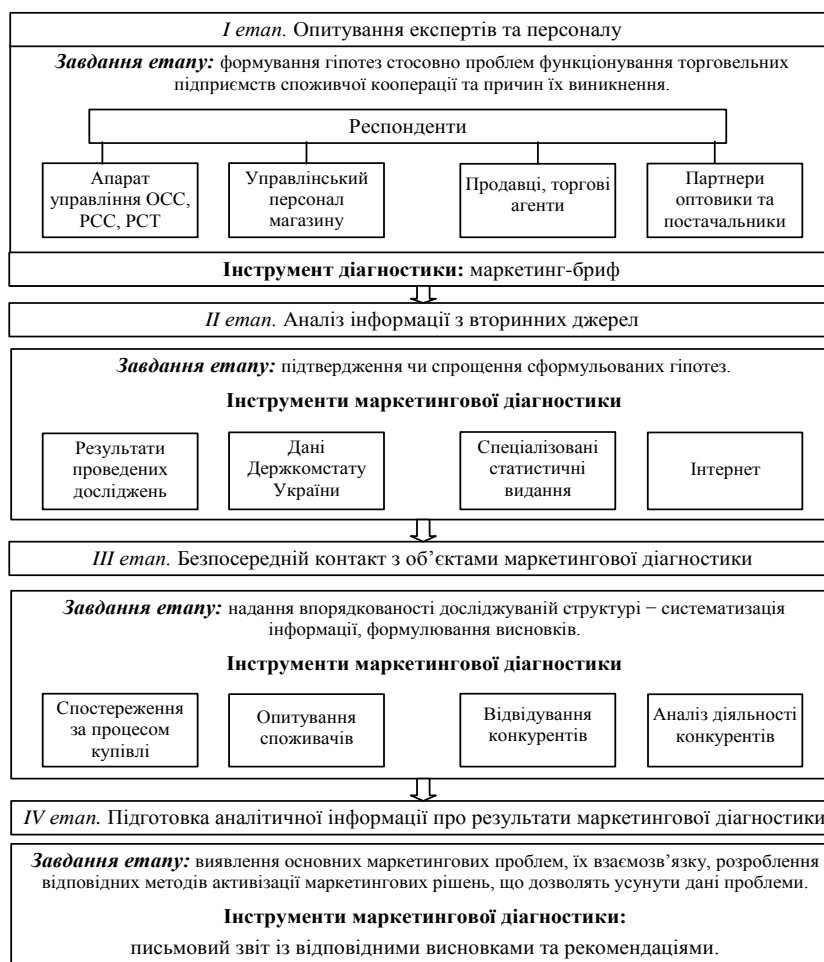 I етап. Опитування експертів та персоналу
Завдання етапу: формування гіпотез стосовно проблем функціонування торговельних
підприємств споживчої кооперації та причин їх виникнення.
Респонденти
Апарат
управління ОСС,
РСС, РСТ
Управлінський
персонал
магазину
Продавці, торгові
агенти
Партнери
оптовики та
постачальники
Інструмент діагностики: маркетинг-бриф
II етап. Аналіз інформації з вторинних джерел
Завдання етапу: підтвердження чи спрощення сформульованих гіпотез.
Інструменти маркетингової діагностики
Результати
проведених
досліджень
Дані
Держкомстату
України
Спеціалізовані
статистичні
видання
Інтернет
III етап. Безпосередній контакт з об’єктами маркетингової діагностики
Завдання етапу: надання впорядкованості досліджуваній структурі − систематизація
інформації, формулювання висновків.
Інструменти маркетингової діагностики
Спостереження
за процесом
купівлі
Опитування
споживачів
Відвідування
конкурентів
Аналіз діяльності
конкурентів
IV етап. Підготовка аналітичної інформації про результати маркетингової діагностики
Завдання етапу: виявлення основних маркетингових проблем, їх взаємозв’язку, розроблення
відповідних методів активізації маркетингових рішень, що дозволять усунути дані проблеми.
Інструменти маркетингової діагностики:
письмовий звіт із відповідними висновками та рекомендаціями.